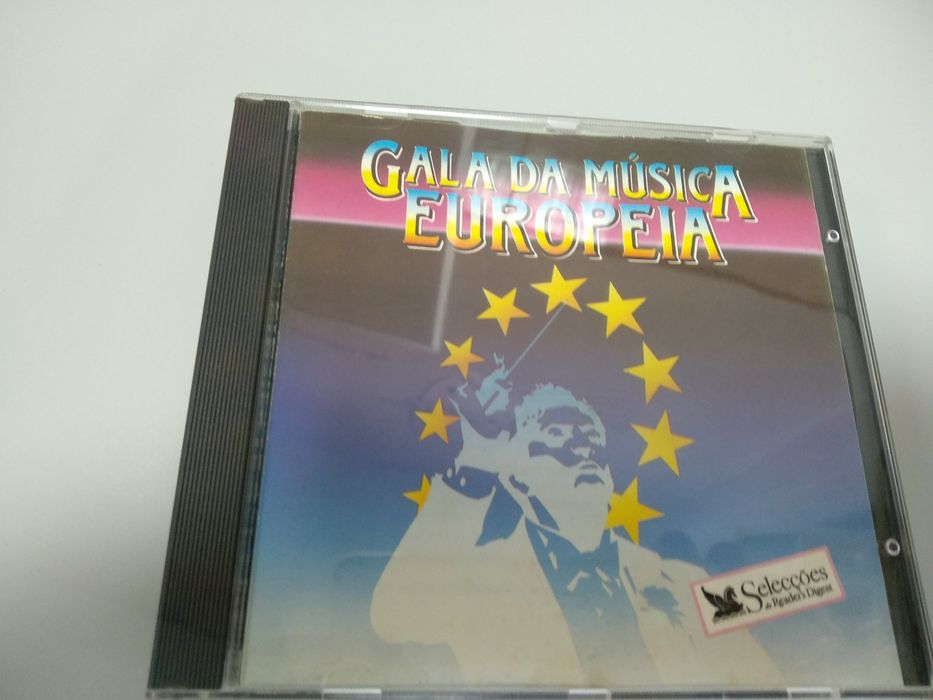 GALA DA MÚSICA
EUROPEIA
Selecções
do Reader's Digest